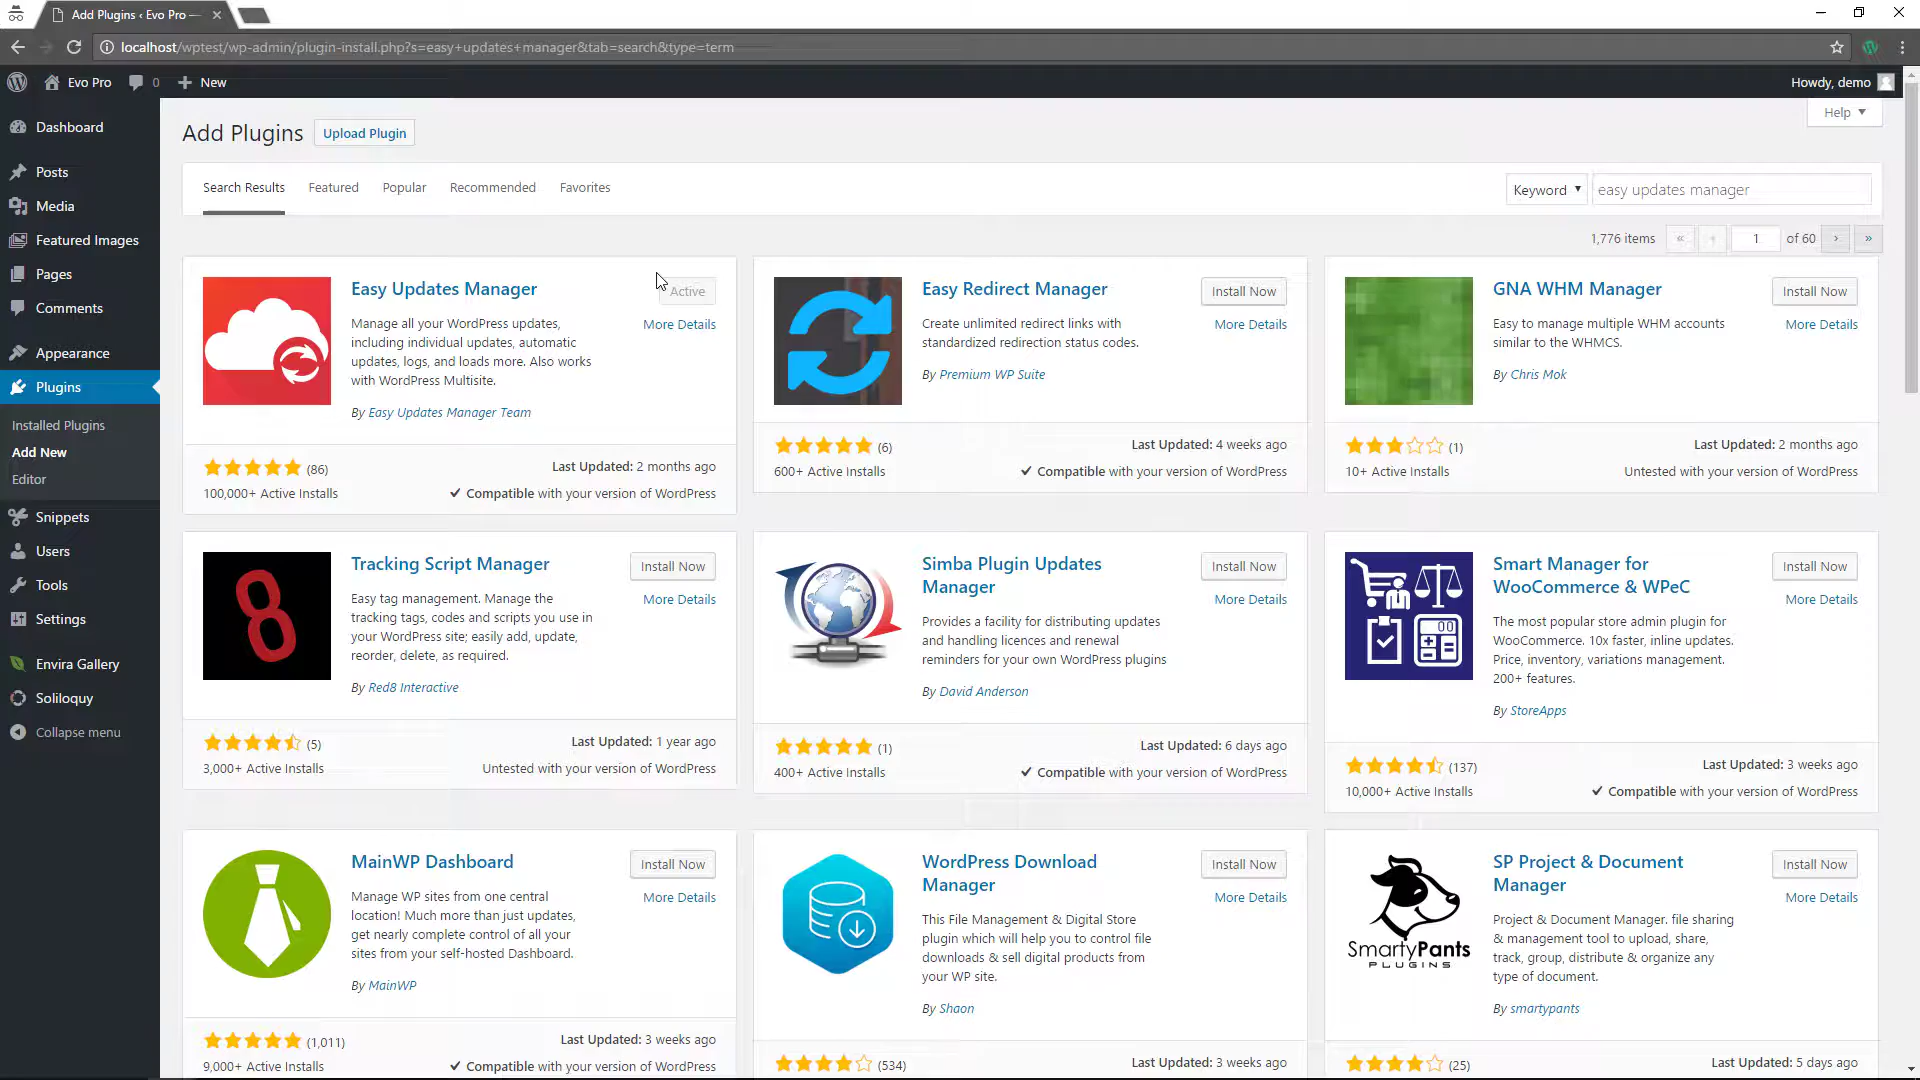 Add Plugins ‹ Evo Pro —
localhost/wptest/wp-admin/plugin-install.php?s=easy+updates+manager&tab=search&type=term
Evo Pro
0
New
Howdy, demo
Dashboard
Posts
Media
Featured Images
Pages
Comments
Appearance
Plugins
Installed Plugins
Add New
Editor
Snippets
Users
Tools
Settings
Envira Gallery
Soliloquy
Collapse menu
Help
Add Plugins
Upload Plugin
Search Results
Featured
Popular
Recommended
Favorites
Keyword
easy updates manager
1,776 items
«
‹
1
of 60
›
»
Easy Updates Manager
Active
More Details
Manage all your WordPress updates,
including individual updates, automatic
updates, logs, and loads more. Also works
with WordPress Multisite.
By Easy Updates Manager Team
(86)
Last Updated: 2 months ago
100,000+ Active Installs
Compatible with your version of WordPress
Easy Redirect Manager
Install Now
More Details
Create unlimited redirect links with
standardized redirection status codes.
By Premium WP Suite
(6)
Last Updated: 4 weeks ago
600+ Active Installs
Compatible with your version of WordPress
GNA WHM Manager
Install Now
More Details
Easy to manage multiple WHM accounts
similar to the WHMCS.
By Chris Mok
(1)
Last Updated: 2 months ago
10+ Active Installs
Untested with your version of WordPress
8
Tracking Script Manager
Install Now
More Details
Easy tag management. Manage the
tracking tags, codes and scripts you use in
your WordPress site; easily add, update,
reorder, delete, as required.
By Red8 Interactive
(5)
Last Updated: 1 year ago
3,000+ Active Installs
Untested with your version of WordPress
Simba Plugin Updates
Manager
Install Now
More Details
Provides a facility for distributing updates
and handling licences and renewal
reminders for your own WordPress plugins
By David Anderson
(1)
Last Updated: 6 days ago
400+ Active Installs
Compatible with your version of WordPress
Smart Manager for
WooCommerce & WPeC
Install Now
More Details
The most popular store admin plugin for
WooCommerce. 10x faster, inline updates.
Price, inventory, variations management.
200+ features.
By StoreApps
(137)
Last Updated: 3 weeks ago
10,000+ Active Installs
Compatible with your version of WordPress
MainWP Dashboard
Install Now
More Details
Manage WP sites from one central
location! Much more than just updates,
get nearly complete control of all your
sites from your self-hosted Dashboard.
By MainWP
(1,011)
Last Updated: 3 weeks ago
9,000+ Active Installs
Compatible with your version of WordPress
WordPress Download
Manager
Install Now
More Details
This File Management & Digital Store
plugin which will help you to control file
downloads & sell digital products from
your WP site.
By Shaon
(534)
Last Updated: 3 weeks ago
SmartyPants
PLUGINS
SP Project & Document
Manager
Install Now
More Details
Project & Document Manager. file sharing
& management tool to upload, share,
track, group, distribute & organize any
type of document.
By smartypants
(25)
Last Updated: 5 days ago